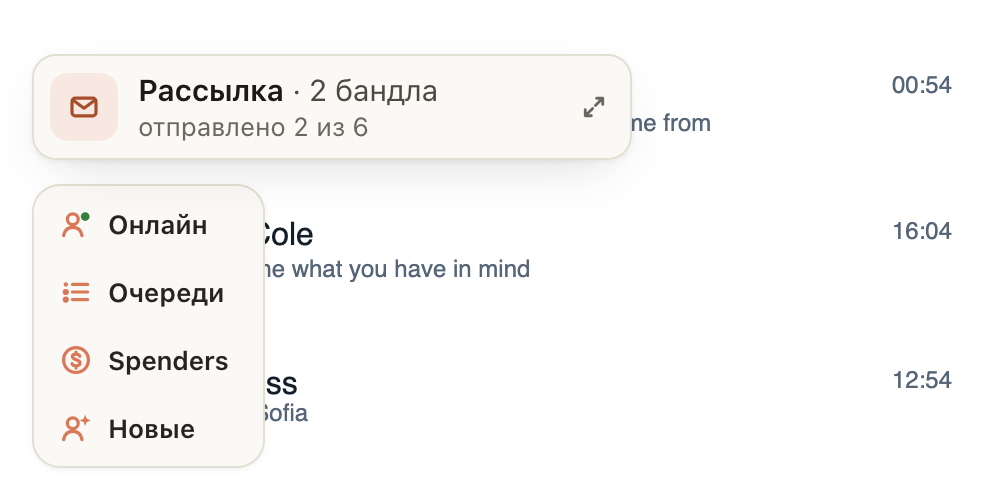 Рассылка · 2 бандла
отправлено 2 из 6
00:54
ne from
Онлайн
Очереди
Spenders
Новые
Cole
16:04
me what you have in mind
ss
12:54
Sofia